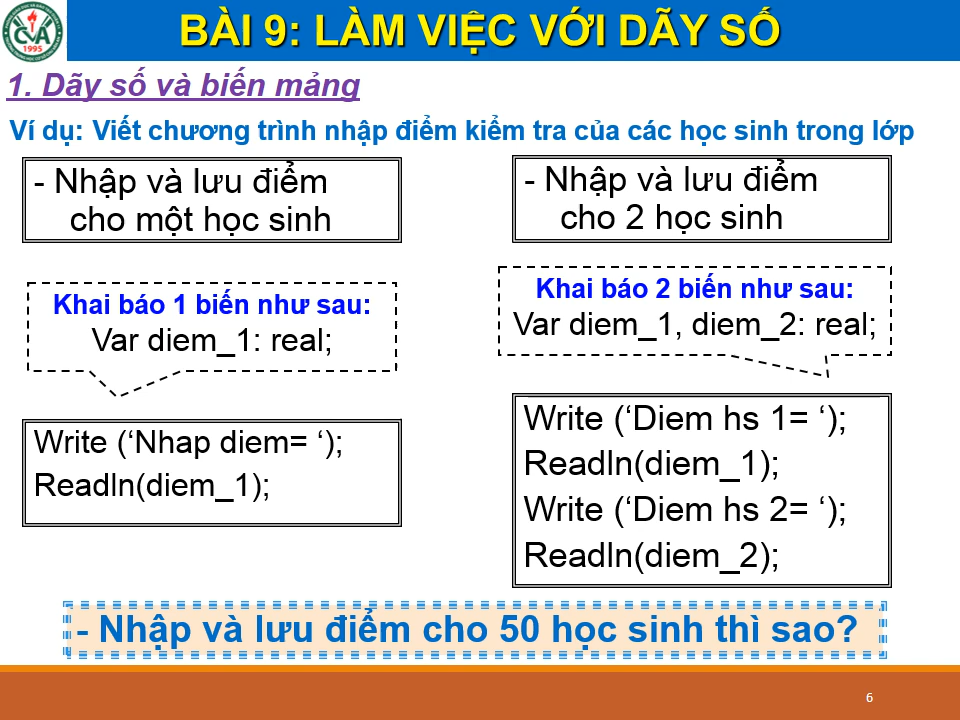 CVA
1995
BÀI 9: LÀM VIỆC VỚI DÃY SỐ
1. Dãy số và biến mảng
Ví dụ: Viết chương trình nhập điểm kiểm tra của các học sinh trong lớp
- Nhập và lưu điểm
cho một học sinh
Khai báo 1 biến như sau:
Var diem_1: real;
Write (‘Nhap diem= ‘);
Readln(diem_1);
- Nhập và lưu điểm
cho 2 học sinh
Khai báo 2 biến như sau:
Var diem_1, diem_2: real;
Write (‘Diem hs 1= ‘);
Readln(diem_1);
Write (‘Diem hs 2= ‘);
Readln(diem_2);
- Nhập và lưu điểm cho 50 học sinh thì sao?
6